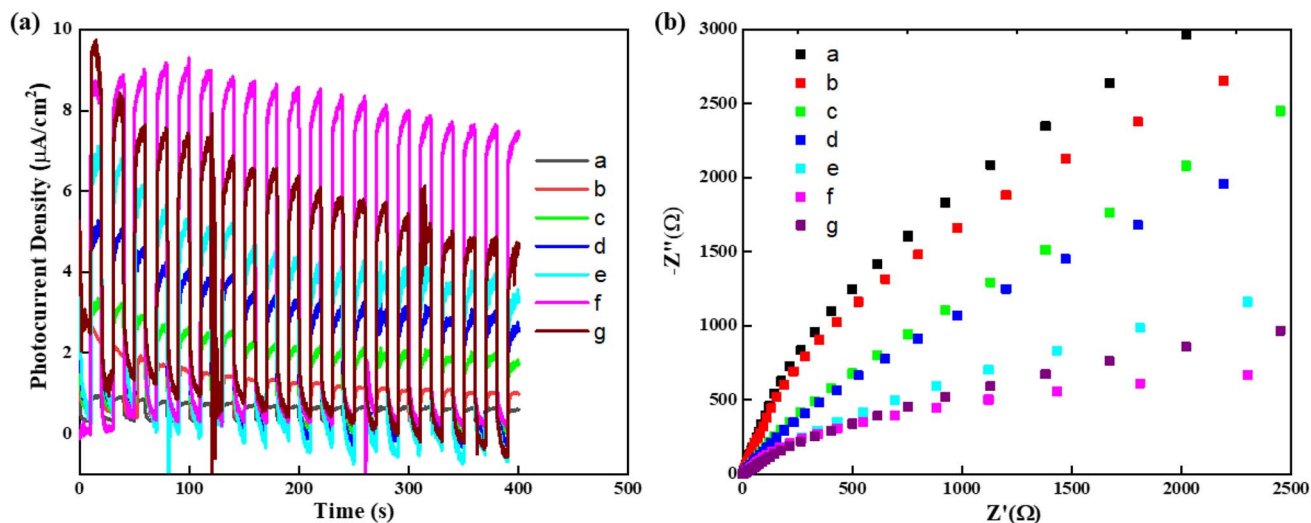 (a)
Photocurrent Density (µA/cm²)
10
8
6
4
2
0
0 100 200 300 400 500
Time (s)
a
b
c
d
e
f
g
(b)
-Z"(Ω)
3000
2500
2000
1500
1000
500
0
0 500 1000 1500 2000 2500
Z'(Ω)
a
b
c
d
e
f
g